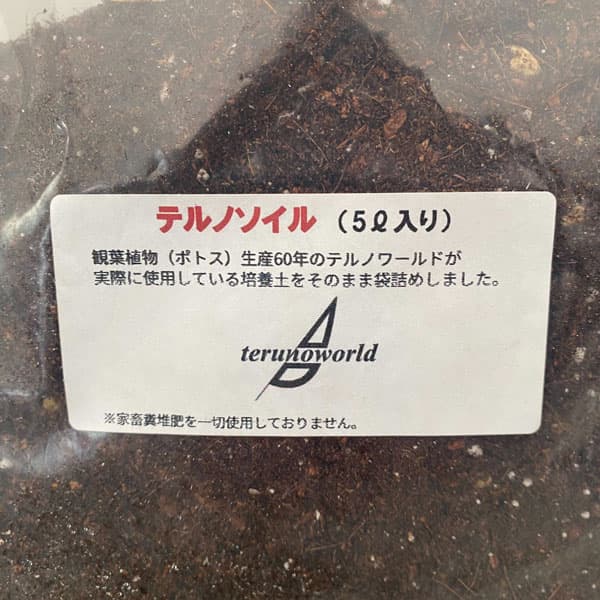 テルノソイル（5ℓ入り）
観葉植物（ポトス）生産60年のテルノワールドが
実際に使用している培養土をそのまま袋詰めしました。
terunoworld
※家畜糞堆肥を一切使用しておりません。